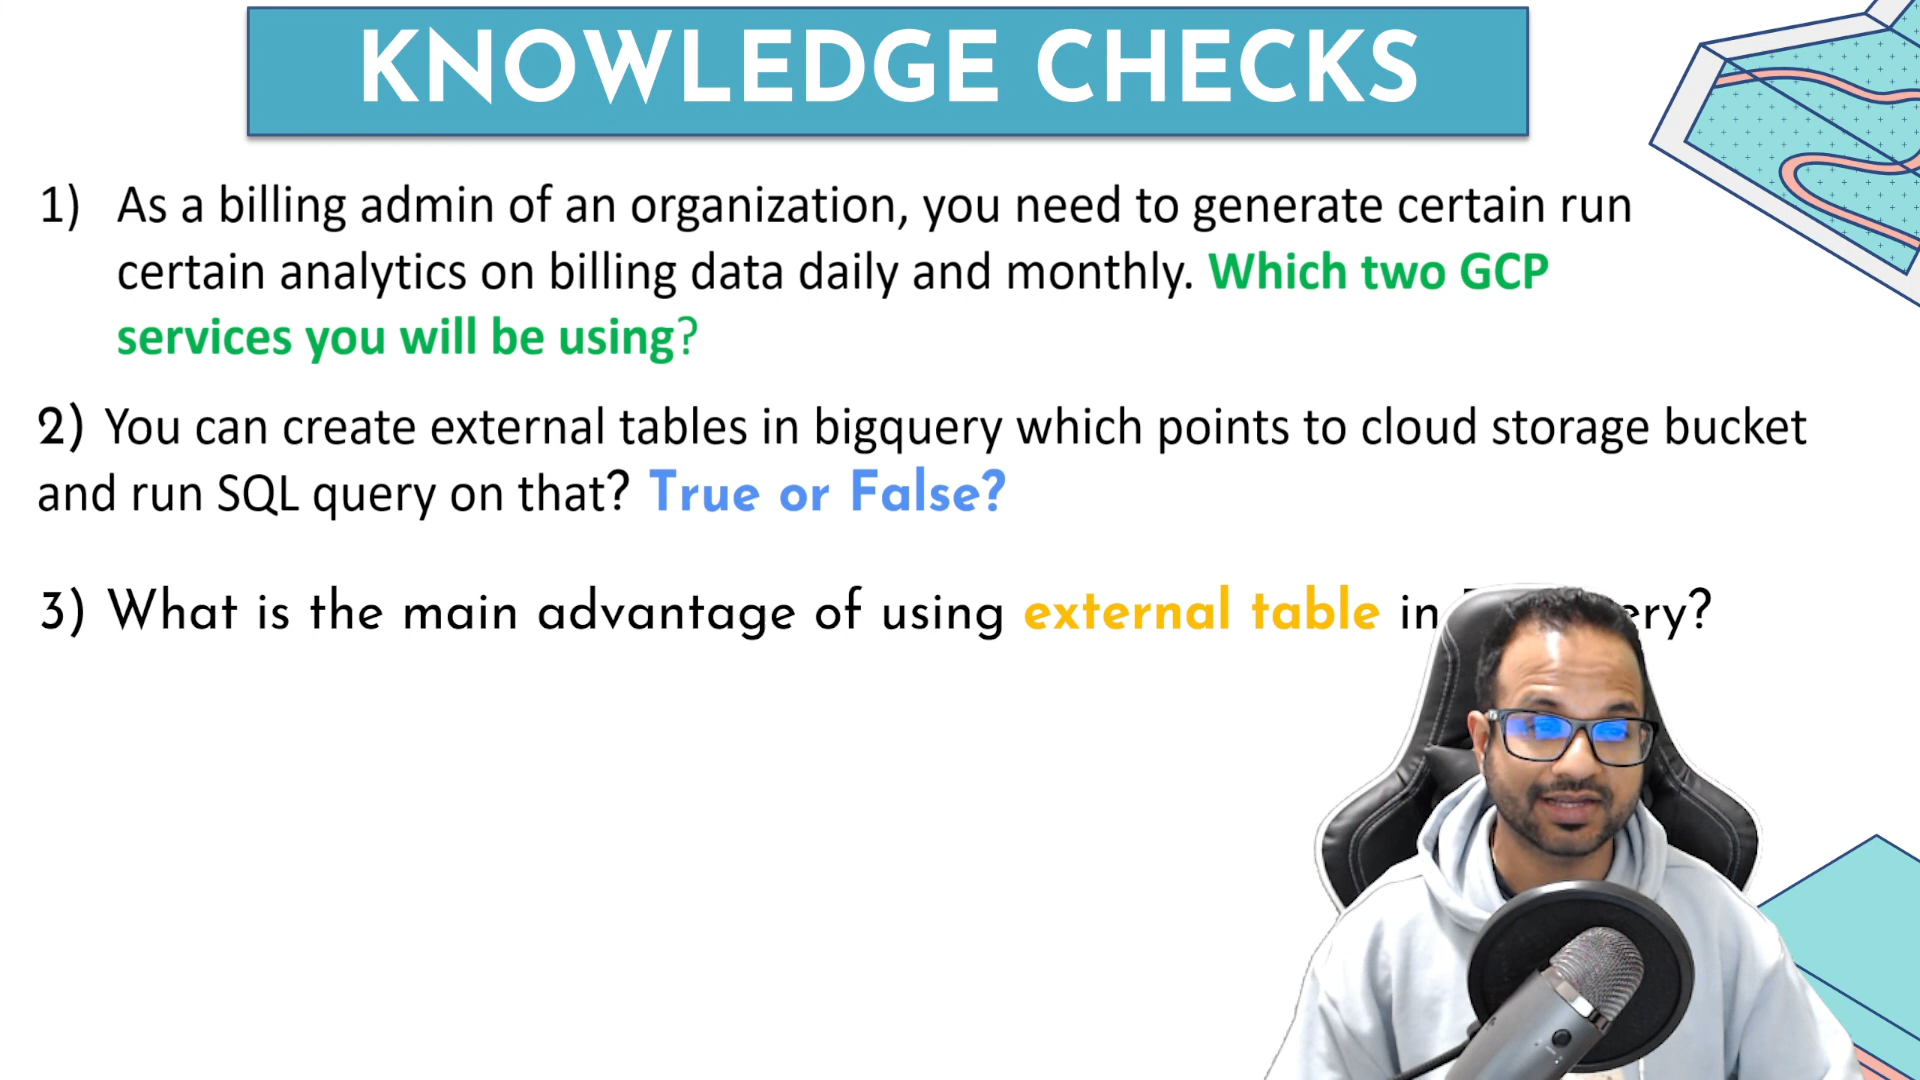 KNOWLEDGE CHECKS
1) As a billing admin of an organization, you need to generate certain run
certain analytics on billing data daily and monthly. Which two GCP
services you will be using?
2) You can create external tables in bigquery which points to cloud storage bucket
and run SQL query on that? True or False?
3) What is the main advantage of using external table in